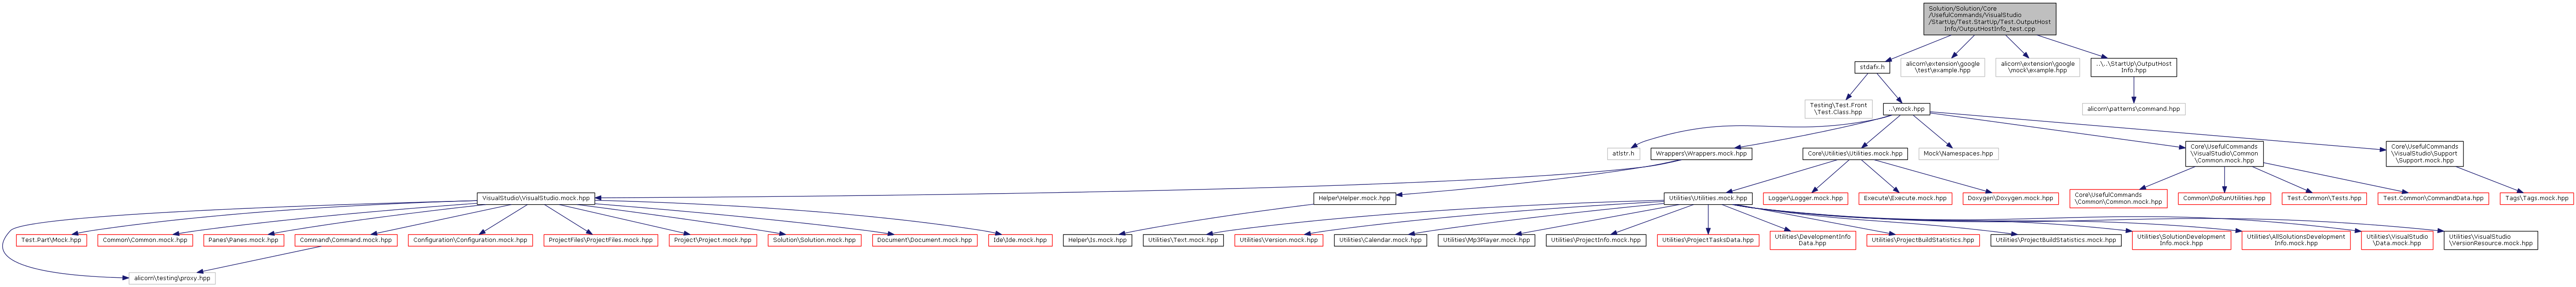 Solution/Solution/Core
/UsefulCommands/VisualStudio
/StartUp/Test.StartUp/Test.OutputHost
Info/OutputHostInfo_test.cpp
stdafx.h
alicorn\extension\google
\test\example.hpp
alicorn\extension\google
\mock\example.hpp
..\..\StartUp\OutputHost
Info.hpp
Testing\Test.Front
\Test.Class.hpp
..\mock.hpp
alicorn\patterns\command.hpp
atlstr.h
Wrappers\Wrappers.mock.hpp
Core\Utilities\Utilities.mock.hpp
Mock\Namespaces.hpp
Core\UsefulCommands
\VisualStudio\Common
\Common.mock.hpp
Core\UsefulCommands
\VisualStudio\Support
\Support.mock.hpp
VisualStudio\VisualStudio.mock.hpp
Helper\Helper.mock.hpp
Utilities\Utilities.mock.hpp
Logger\Logger.mock.hpp
Execute\Execute.mock.hpp
Doxygen\Doxygen.mock.hpp
Core\UsefulCommands
\Common\Common.mock.hpp
Common\DoRunUtilities.hpp
Test.Common\Tests.hpp
Test.Common\CommandData.hpp
Tags\Tags.mock.hpp
Test.Part\Mock.hpp
Common\Common.mock.hpp
Panes\Panes.mock.hpp
Command\Command.mock.hpp
Configuration\Configuration.mock.hpp
ProjectFiles\ProjectFiles.mock.hpp
Project\Project.mock.hpp
Solution\Solution.mock.hpp
Document\Document.mock.hpp
Ide\Ide.mock.hpp
Helper\Is.mock.hpp
Utilities\Text.mock.hpp
Utilities\Version.mock.hpp
Utilities\Calendar.mock.hpp
Utilities\Mp3Player.mock.hpp
Utilities\ProjectInfo.mock.hpp
Utilities\ProjectTasksData.hpp
Utilities\DevelopmentInfo
Data.hpp
Utilities\ProjectBuildStatistics.hpp
Utilities\ProjectBuildStatistics.mock.hpp
Utilities\SolutionDevelopment
Info.mock.hpp
Utilities\AllSolutionsDevelopment
Info.mock.hpp
Utilities\VisualStudio
\Data.mock.hpp
Utilities\VisualStudio
\VersionResource.mock.hpp
alicorn\testing\proxy.hpp